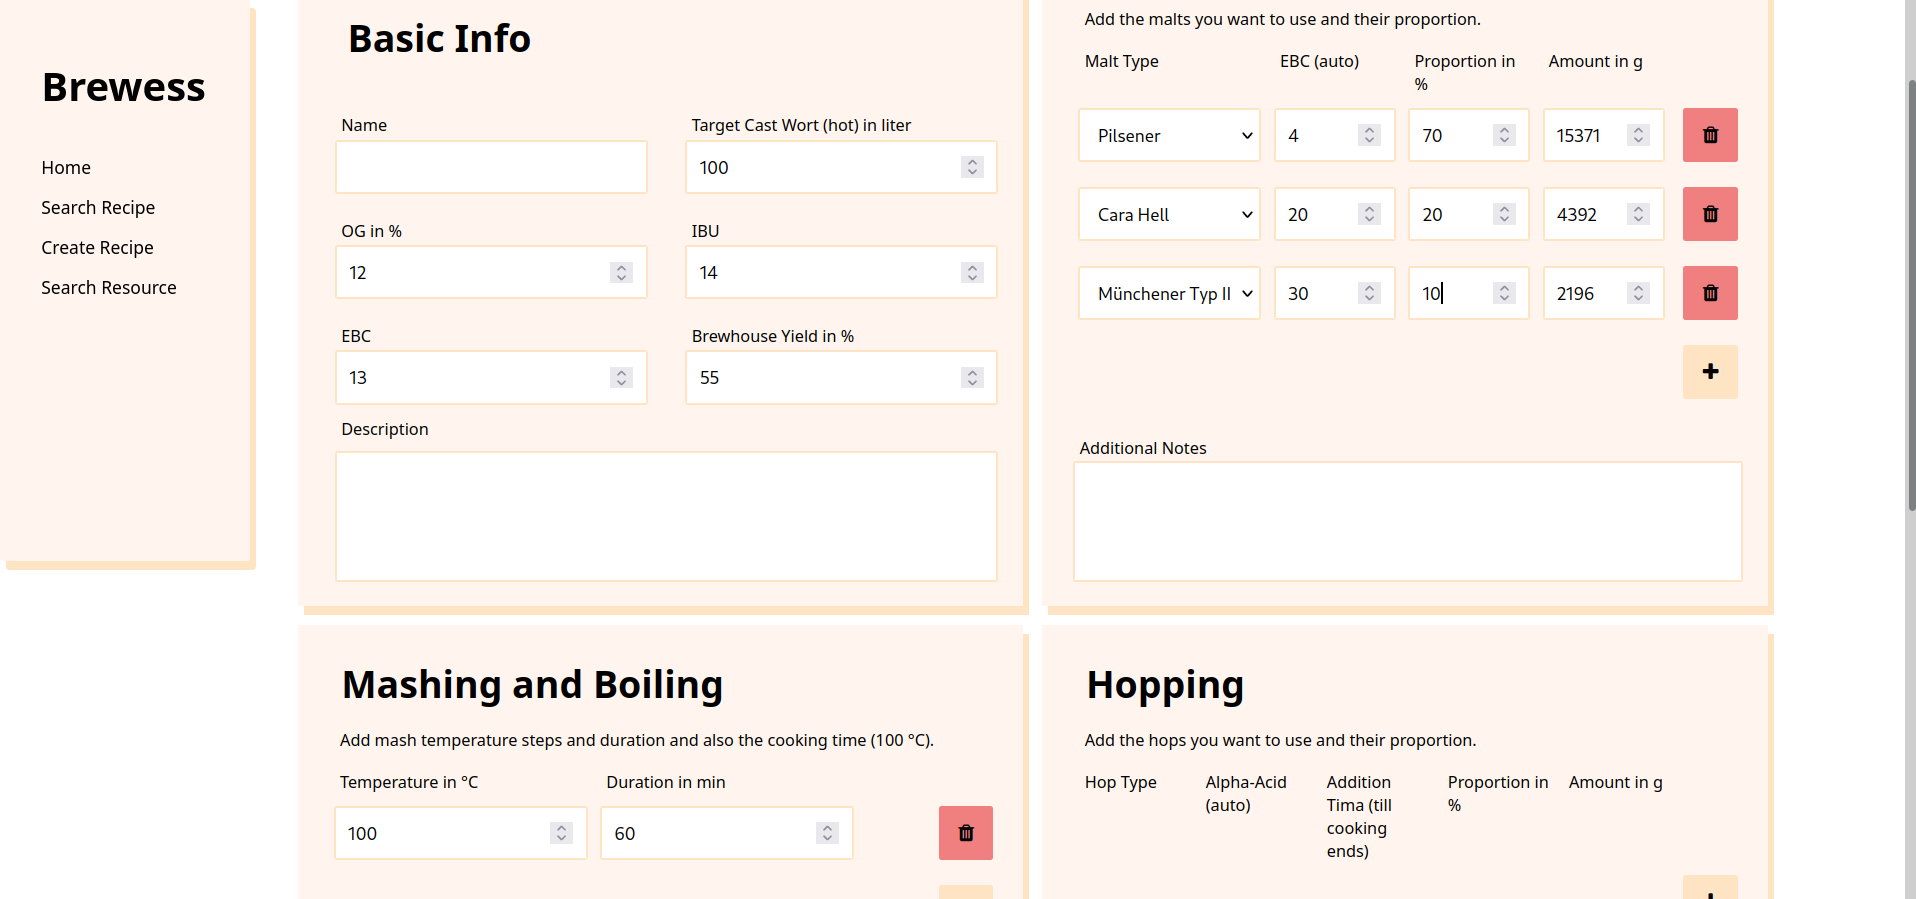 Brewess
Home
Search Recipe
Create Recipe
Search Resource
Basic Info
Name
Target Cast Wort (hot) in liter
100
OG in %
IBU
12
14
EBC
Brewhouse Yield in %
13
55
Description
Add the malts you want to use and their proportion.
Malt Type
EBC (auto)
Proportion in
%
Amount in g
Pilsener
4
70
15371
Cara Hell
20
20
4392
Münchener Typ II
30
10
2196
Additional Notes
Mashing and Boiling
Add mash temperature steps and duration and also the cooking time (100 °C).
Temperature in °C
Duration in min
100
60
Hopping
Add the hops you want to use and their proportion.
Hop Type
Alpha-Acid
(auto)
Addition
Tima (till
cooking
ends)
Proportion in
%
Amount in g